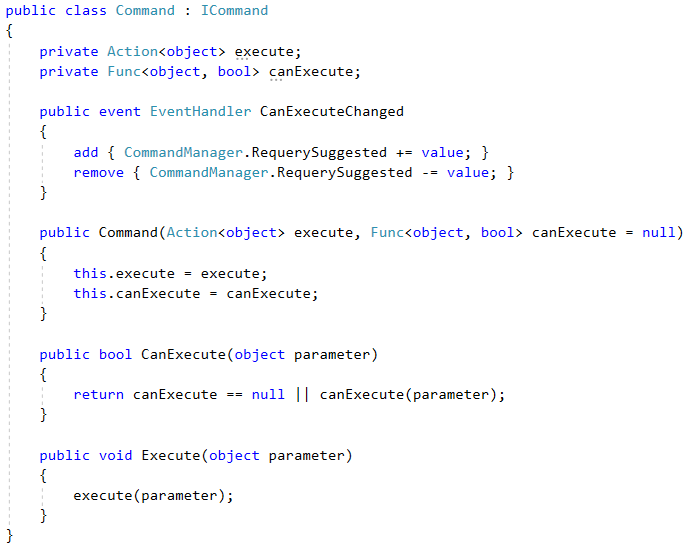 public class Command : ICommand
{
    private Action<object> execute;
    private Func<object, bool> canExecute;

    public event EventHandler CanExecuteChanged
    {
        add { CommandManager.RequerySuggested += value; }
        remove { CommandManager.RequerySuggested -= value; }
    }

    public Command(Action<object> execute, Func<object, bool> canExecute = null)
    {
        this.execute = execute;
        this.canExecute = canExecute;
    }

    public bool CanExecute(object parameter)
    {
        return canExecute == null || canExecute(parameter);
    }

    public void Execute(object parameter)
    {
        execute(parameter);
    }
}